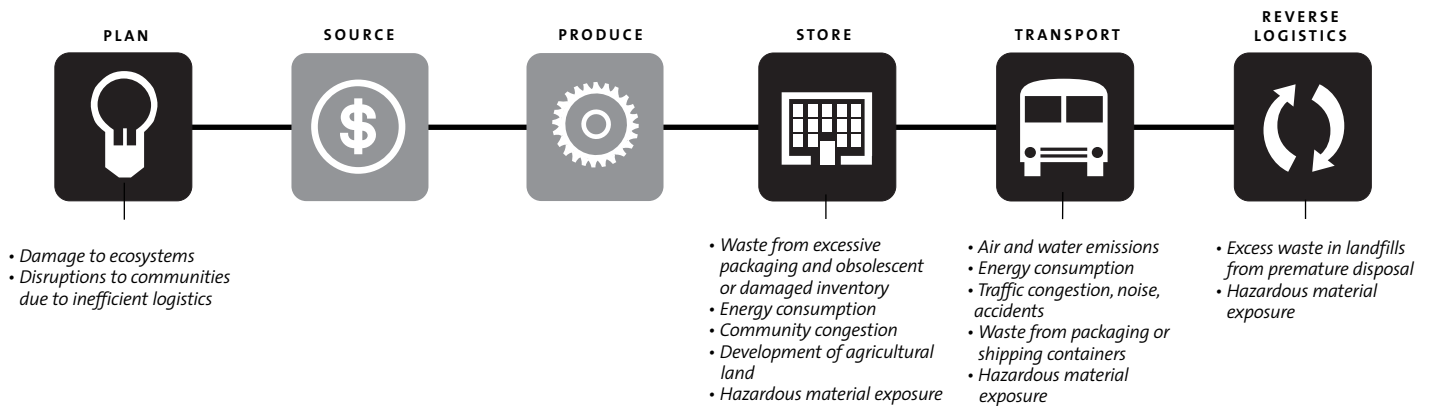 PLAN
SOURCE
PRODUCE
STORE
TRANSPORT
REVERSE
LOGISTICS
$
• Damage to ecosystems
• Disruptions to communities
due to inefficient logistics
• Waste from excessive
packaging and obsolescent
or damaged inventory
• Energy consumption
• Community congestion
• Development of agricultural
land
• Hazardous material exposure
• Air and water emissions
• Energy consumption
• Traffic congestion, noise,
accidents
• Waste from packaging or
shipping containers
• Hazardous material
exposure
• Excess waste in landfills
from premature disposal
• Hazardous material
exposure